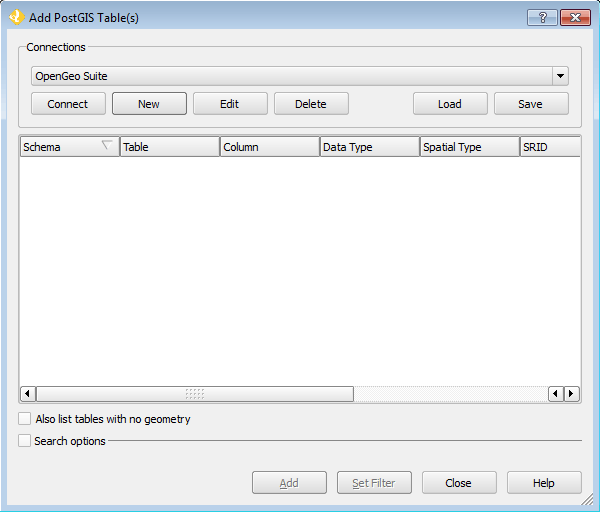 Add PostGIS Table(s)
Connections
OpenGeo Suite
Connect New Edit Delete Load Save
Schema Table Column Data Type Spatial Type SRID
Also list tables with no geometry
Search options
Add Set Filter Close Help